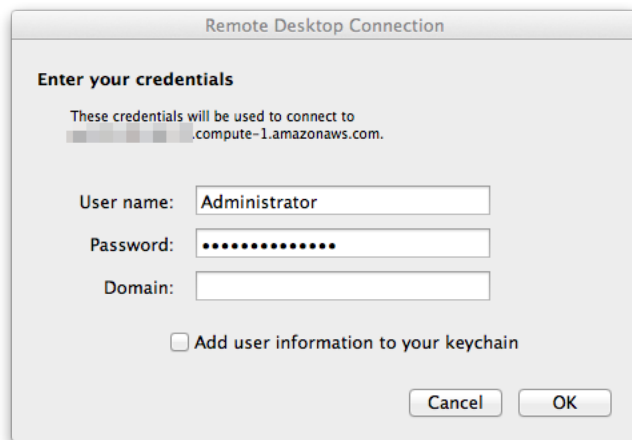 Remote Desktop Connection
Enter your credentials
These credentials will be used to connect to
.compute-1.amazonaws.com.
User name: Administrator
Password: ••••••••••••••
Domain:
Add user information to your keychain
Cancel OK